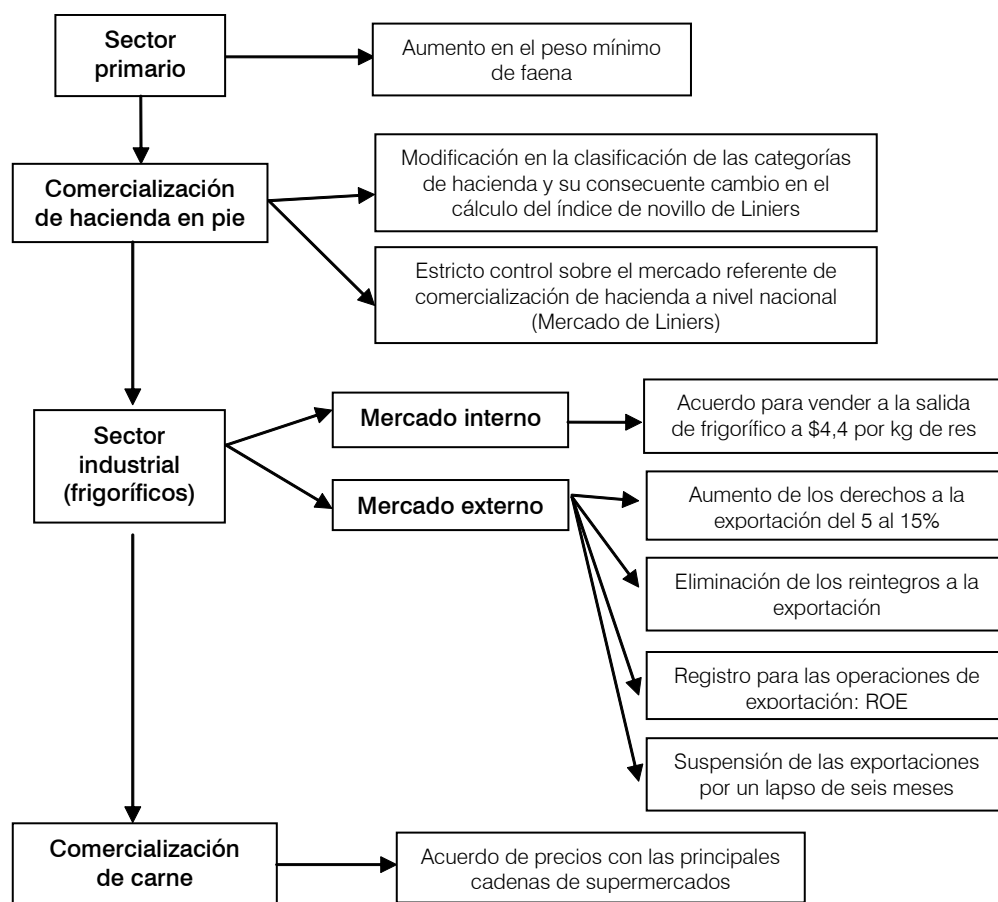 Sector
primario
Aumento en el peso mínimo
de faena
Comercialización
de hacienda en pie
Modificación en la clasificación de las categorías
de hacienda y su consecuente cambio en el
cálculo del índice de novillo de Liniers
Estricto control sobre el mercado referente de
comercialización de hacienda a nivel nacional
(Mercado de Liniers)
Sector
industrial
(frigoríficos)
Mercado interno
Acuerdo para vender a la salida
de frigorífico a $4,4 por kg de res
Mercado externo
Aumento de los derechos a la
exportación del 5 al 15%
Eliminación de los reintegros a la
exportación
Registro para las operaciones de
exportación: ROE
Suspensión de las exportaciones
por un lapso de seis meses
Comercialización
de carne
Acuerdo de precios con las principales
cadenas de supermercados